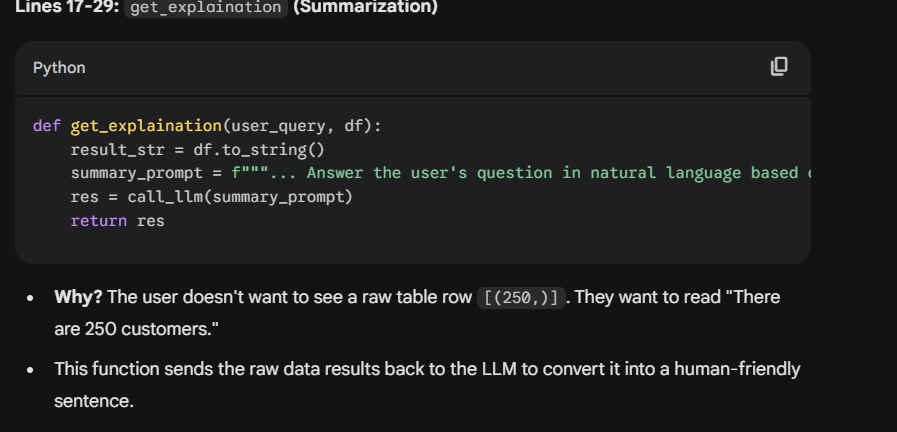 Lines 17-29: get_explaination (Summarization)
Python
def get_explaination(user_query, df):
    result_str = df.to_string()
    summary_prompt = f"""... Answer the user's question in natural language based
    res = call_llm(summary_prompt)
    return res
• Why? The user doesn't want to see a raw table row [(250,)]. They want to read "There
are 250 customers."
• This function sends the raw data results back to the LLM to convert it into a human-friendly
sentence.